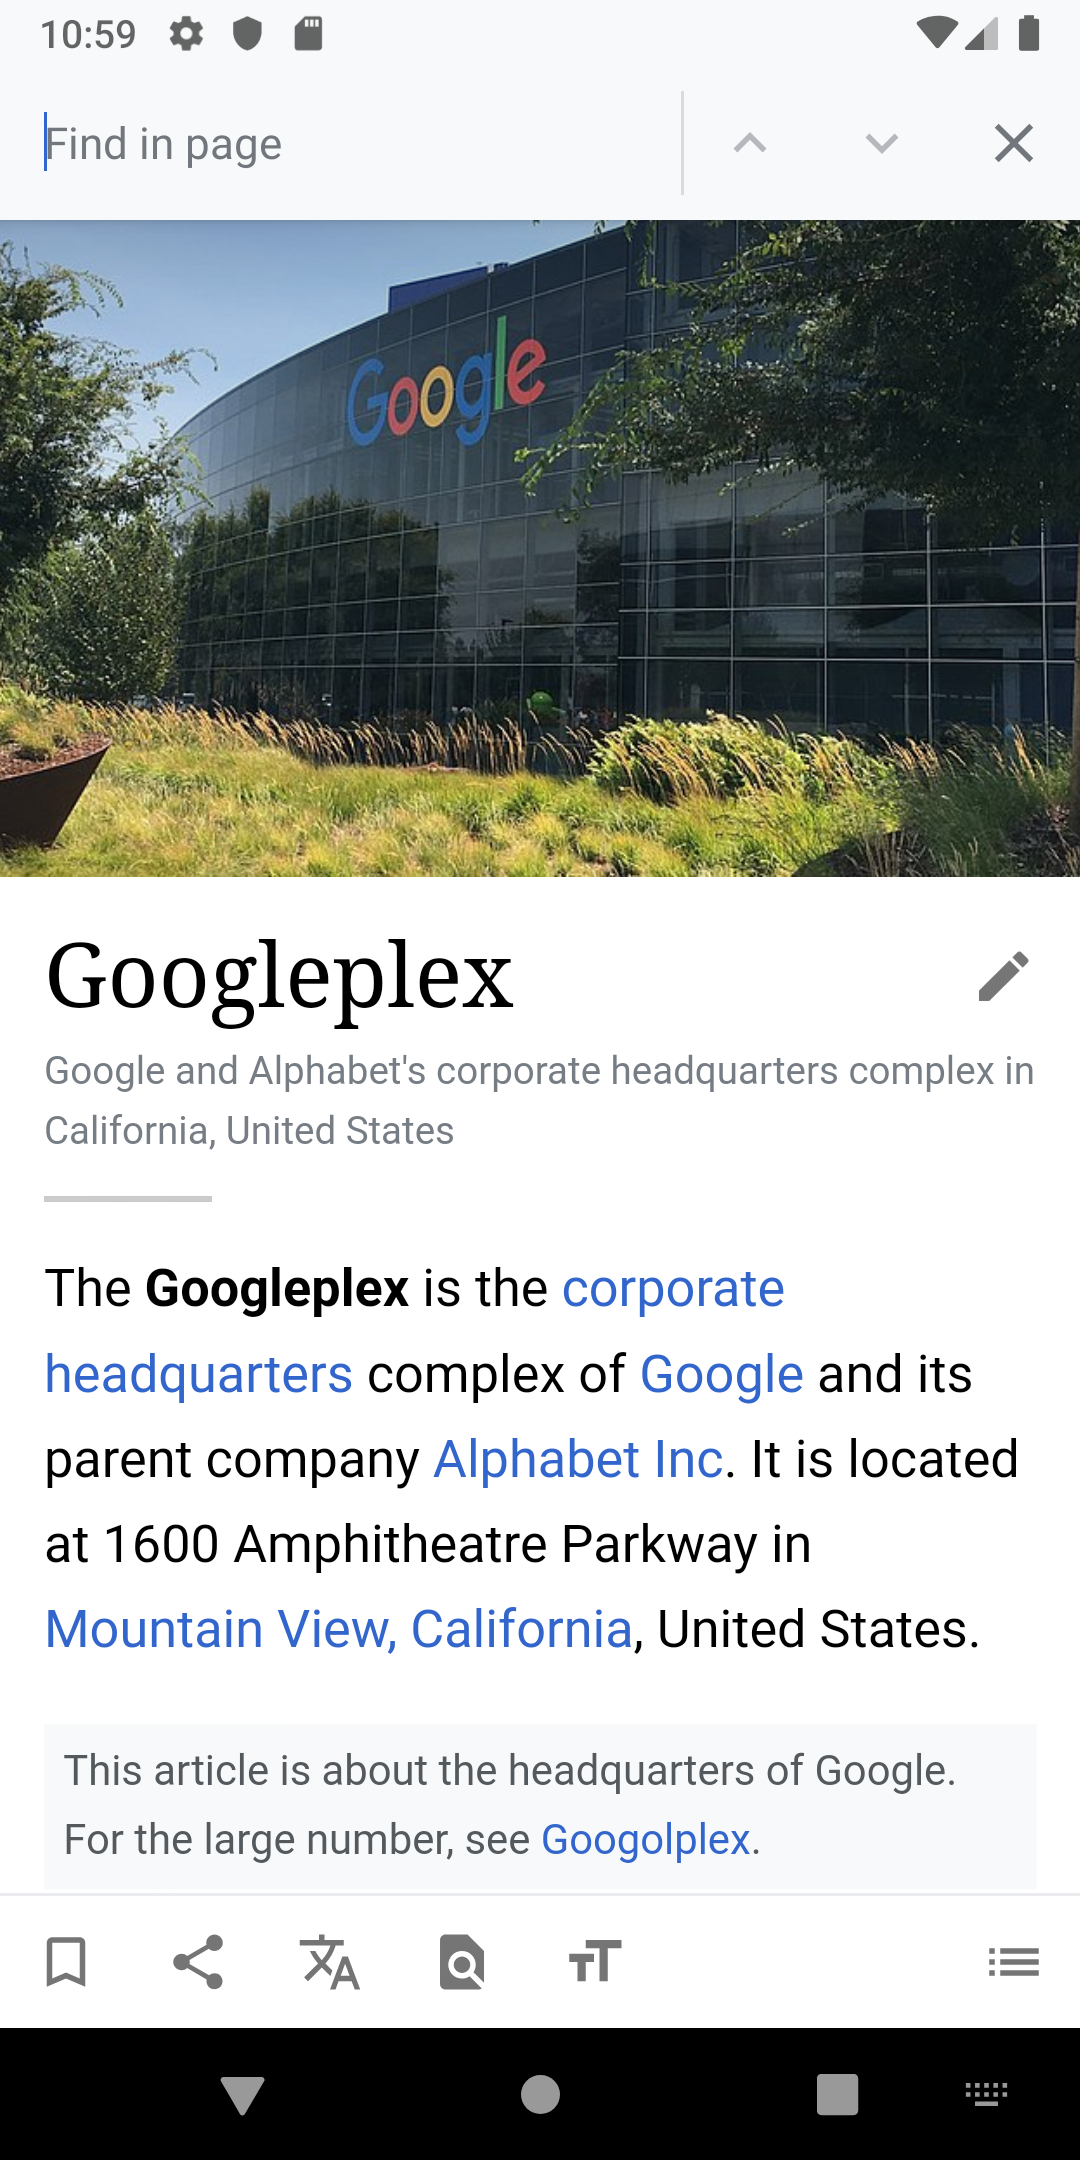 10:59
Find in page
Google
Googleplex
Google and Alphabet's corporate headquarters complex in
California, United States
The Googleplex is the corporate
headquarters complex of Google and its
parent company Alphabet Inc. It is located
at 1600 Amphitheatre Parkway in
Mountain View, California, United States.
This article is about the headquarters of Google.
For the large number, see Googolplex.